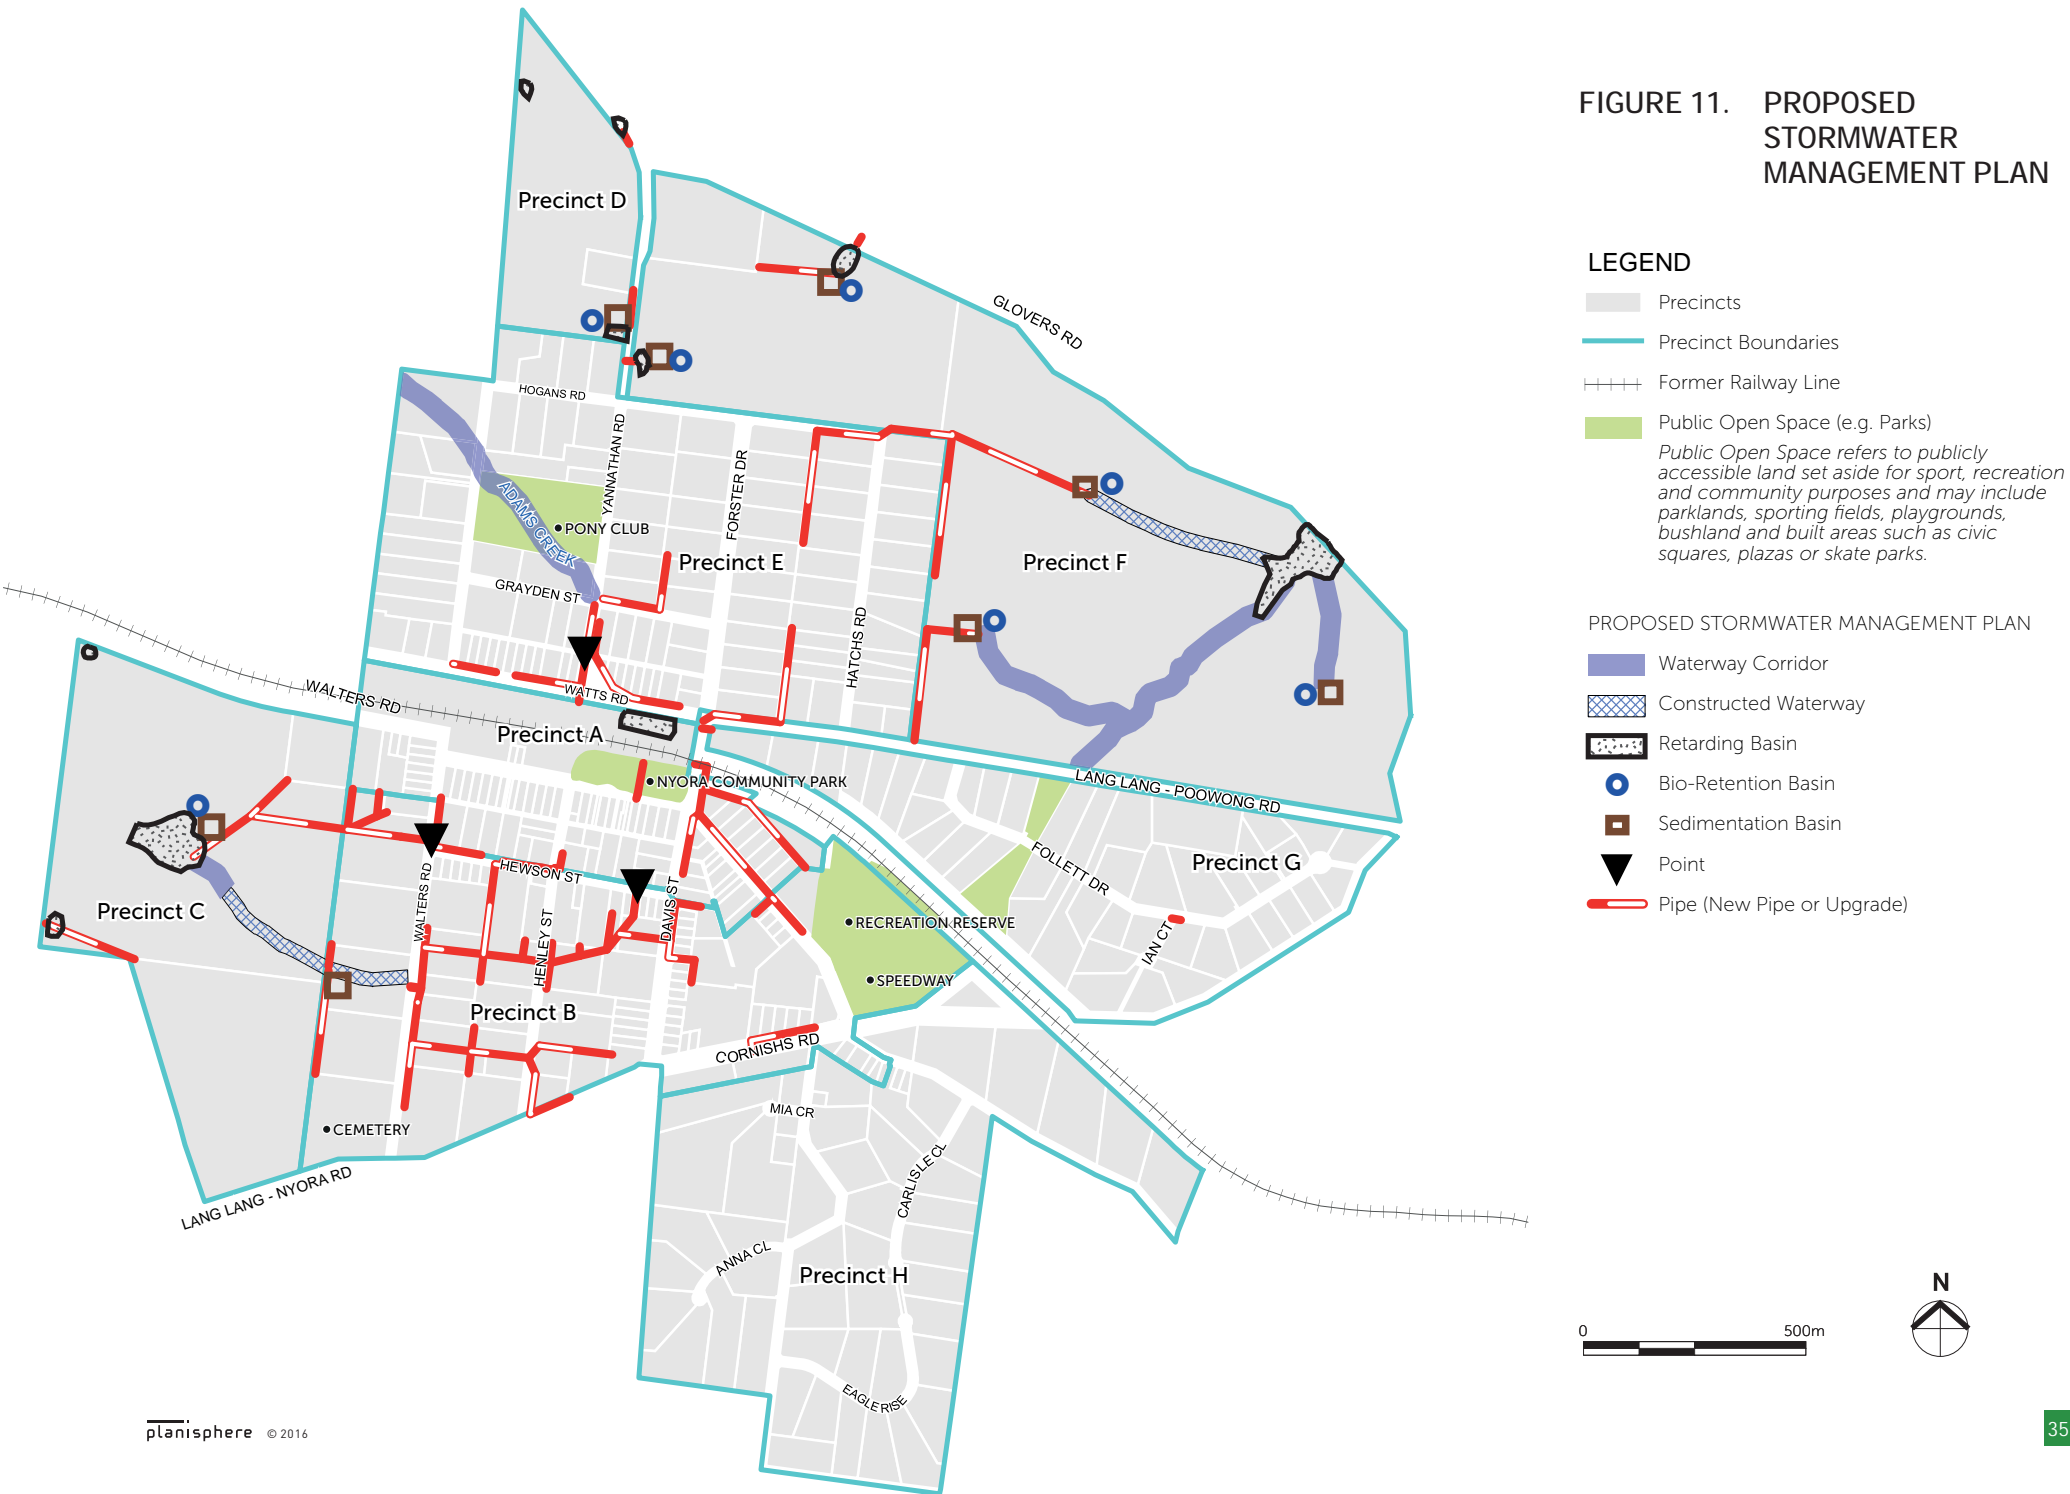 FIGURE 11. PROPOSED
STORMWATER
MANAGEMENT PLAN
LEGEND
Precincts
Precinct Boundaries
Former Railway Line
Public Open Space (e.g. Parks)
Public Open Space refers to publicly
accessible land set aside for sport, recreation
and community purposes and may include
parklands, sporting fields, playgrounds,
bushland and built areas such as civic
squares, plazas or skate parks.
PROPOSED STORMWATER MANAGEMENT PLAN
Waterway Corridor
Constructed Waterway
Retarding Basin
Bio-Retention Basin
Sedimentation Basin
Point
Pipe (New Pipe or Upgrade)
Precinct D
GLOVERS RD
HOGANS RD
YANNATHAN RD
FORSTER DR
ADAMS CREEK
PONY CLUB
Precinct E
Precinct F
GRAYDEN ST
HATCHS RD
WATTS RD
WALTERS RD
Precinct A
NYORA COMMUNITY PARK
LANG LANG - POOWONG RD
FOLLETT DR
Precinct G
HEWSON ST
WALTERS RD
HENLEY ST
DAVIS ST
Precinct C
RECREATION RESERVE
IAN CT
SPEEDWAY
Precinct B
CORNISHS RD
MIA CR
CEMETERY
CARLISLE CL
LANG LANG - NYORA RD
ANNA CL
Precinct H
EAGLE RISE
N
0 500m
planisphere © 2016
35